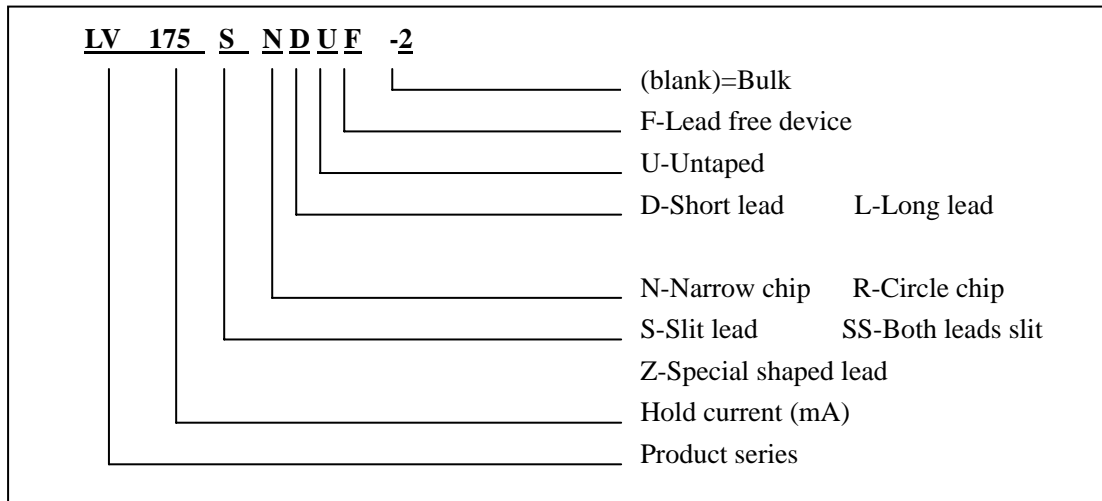 LV 175 S N D U F -2
(blank)=Bulk
F-Lead free device
U-Untaped
D-Short lead L-Long lead
N-Narrow chip R-Circle chip
S-Slit lead SS-Both leads slit
Z-Special shaped lead
Hold current (mA)
Product series